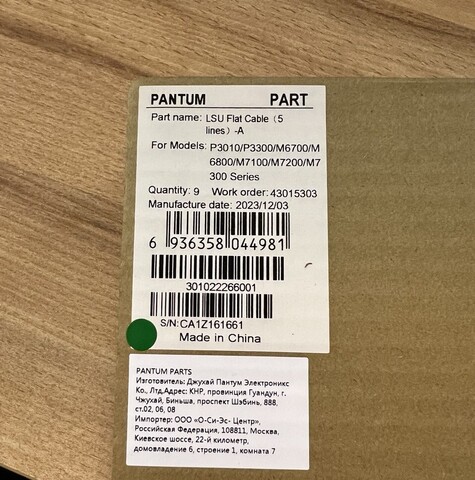 PANTUM PART
Part name: LSU Flat Cable（5
lines）-A
For Models: P3010/P3300/M6700/M
6800/M7100/M7200/M7
300 Series
Quantity: 9 Work order: 43015303
Manufacture date: 2023/12/03
6 936358 044981
301022266001
S/N:CA1Z161661
Made in China
PANTUM PARTS
Изготовитель: Джухай Пантум Электроникс
Ко., Лтд.Адрес: КНР, провинция Гуандун, г.
Чжухай, Биньша, проспект Шэбинь, 888,
ст.02, 06, 08
Импортер: ООО «О-Си-Эс- Центр»,
Российская Федерация, 108811, Москва,
Киевское шоссе, 22-й километр,
домовладение 6, строение 1, комната 7